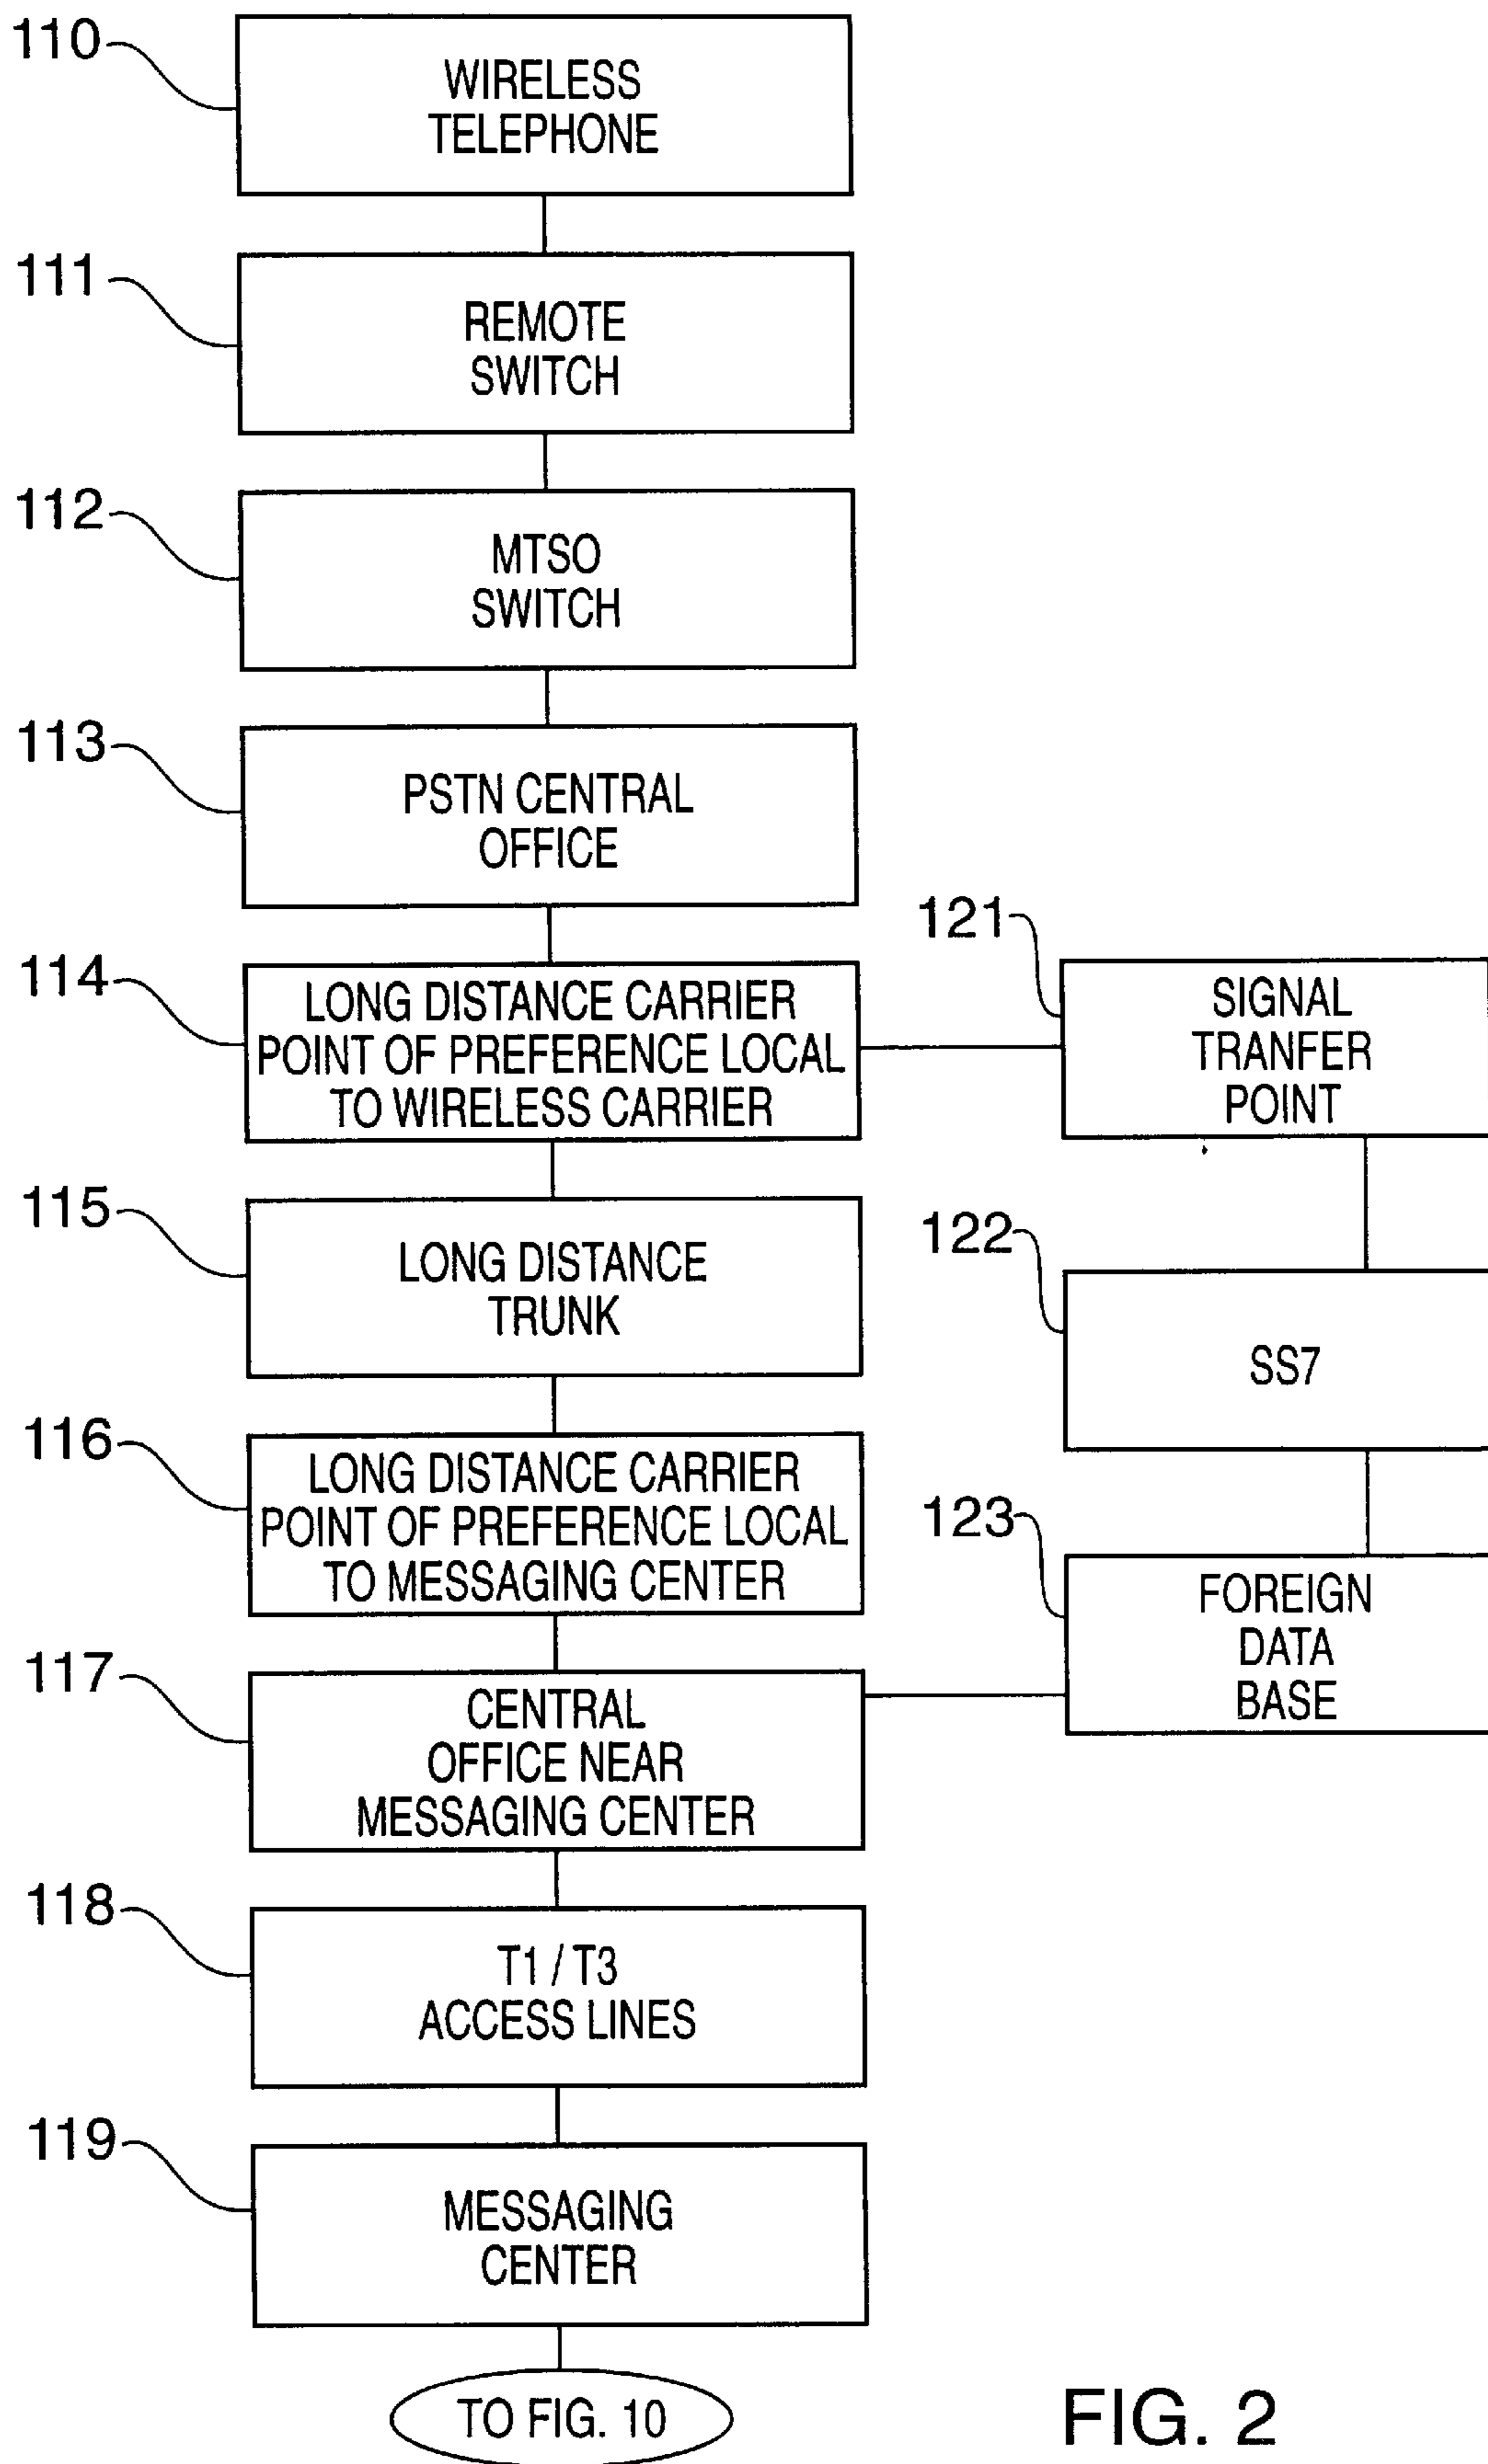 110
WIRELESS
TELEPHONE
111
REMOTE
SWITCH
112
MTSO
SWITCH
113
PSTN CENTRAL
OFFICE
114
LONG DISTANCE CARRIER
POINT OF PREFERENCE LOCAL
TO WIRELESS CARRIER
121
SIGNAL
TRANFER
POINT
115
LONG DISTANCE
TRUNK
122
SS7
116
LONG DISTANCE CARRIER
POINT OF PREFERENCE LOCAL
TO MESSAGING CENTER
123
FOREIGN
DATA
BASE
117
CENTRAL
OFFICE NEAR
MESSAGING CENTER
118
T1 / T3
ACCESS LINES
119
MESSAGING
CENTER
TO FIG. 10
FIG. 2